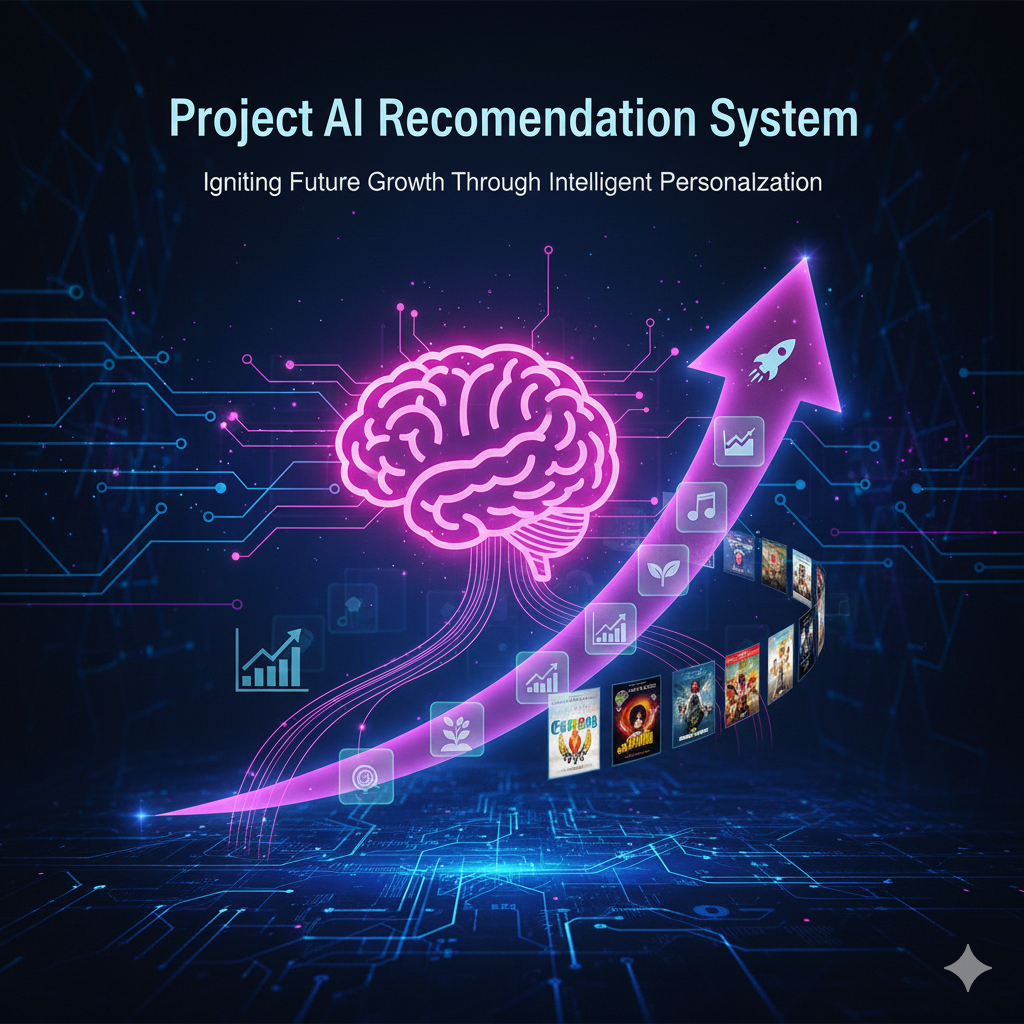 Project AI Recomendation System
Igniting Future Growth Through Intelligent Personalzation